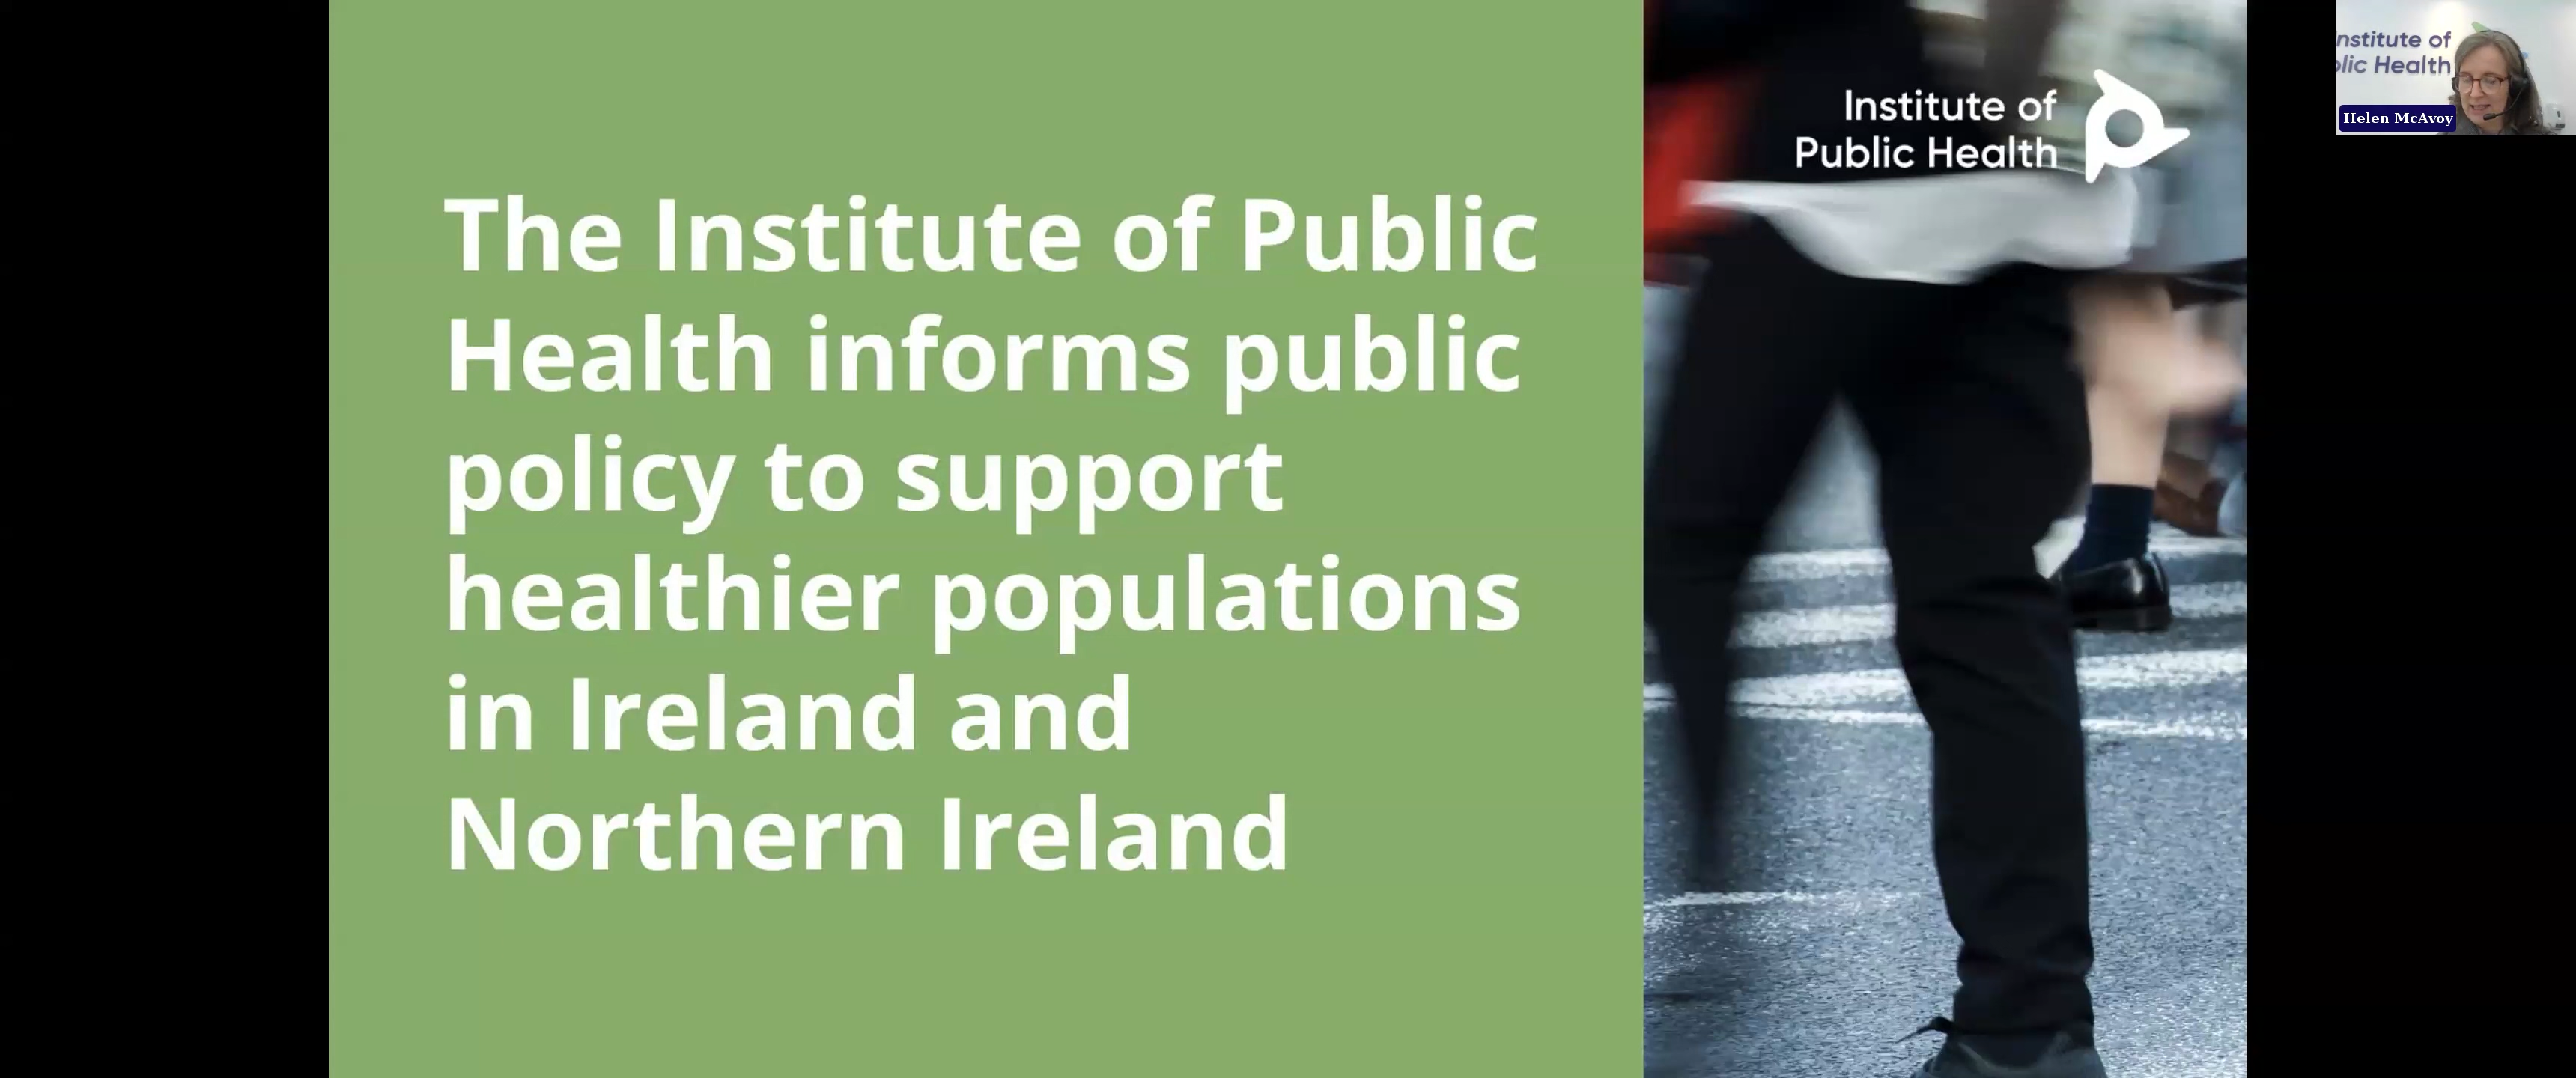 The Institute of Public
Health informs public
policy to support
healthier populations
in Ireland and
Northern Ireland
Institute of
Public Health
nstitute of
blic Health
Helen McAvoy